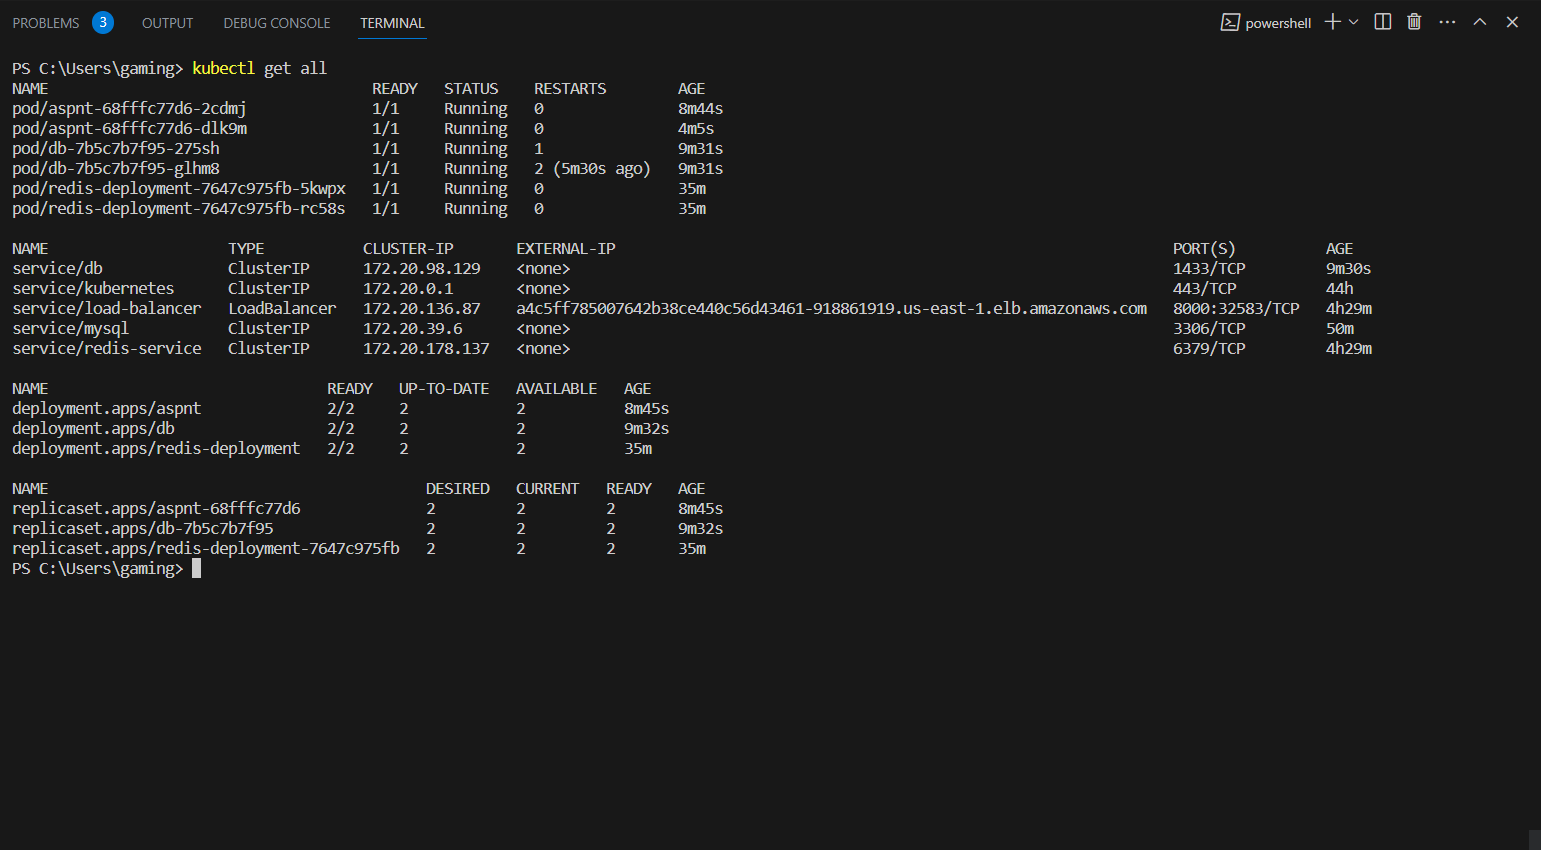 PROBLEMS 3 OUTPUT DEBUG CONSOLE TERMINAL powershell
PS C:\Users\gaming> kubectl get all
NAME READY STATUS RESTARTS AGE
pod/aspnt-68fffc77d6-2cdmj 1/1 Running 0 8m44s
pod/aspnt-68fffc77d6-dlk9m 1/1 Running 0 4m5s
pod/db-7b5c7b7f95-275sh 1/1 Running 1 9m31s
pod/db-7b5c7b7f95-glhm8 1/1 Running 2 (5m30s ago) 9m31s
pod/redis-deployment-7647c975fb-5kwpx 1/1 Running 0 35m
pod/redis-deployment-7647c975fb-rc58s 1/1 Running 0 35m
NAME TYPE CLUSTER-IP EXTERNAL-IP PORT(S) AGE
service/db ClusterIP 172.20.98.129 <none> 1433/TCP 9m30s
service/kubernetes ClusterIP 172.20.0.1 <none> 443/TCP 44h
service/load-balancer LoadBalancer 172.20.136.87 a4c5ff785007642b38ce440c56d43461-918861919.us-east-1.elb.amazonaws.com 8000:32583/TCP 4h29m
service/mysql ClusterIP 172.20.39.6 <none> 3306/TCP 50m
service/redis-service ClusterIP 172.20.178.137 <none> 6379/TCP 4h29m
NAME READY UP-TO-DATE AVAILABLE AGE
deployment.apps/aspnt 2/2 2 2 8m45s
deployment.apps/db 2/2 2 2 9m32s
deployment.apps/redis-deployment 2/2 2 2 35m
NAME DESIRED CURRENT READY AGE
replicaset.apps/aspnt-68fffc77d6 2 2 2 8m45s
replicaset.apps/db-7b5c7b7f95 2 2 2 9m32s
replicaset.apps/redis-deployment-7647c975fb 2 2 2 35m
PS C:\Users\gaming>